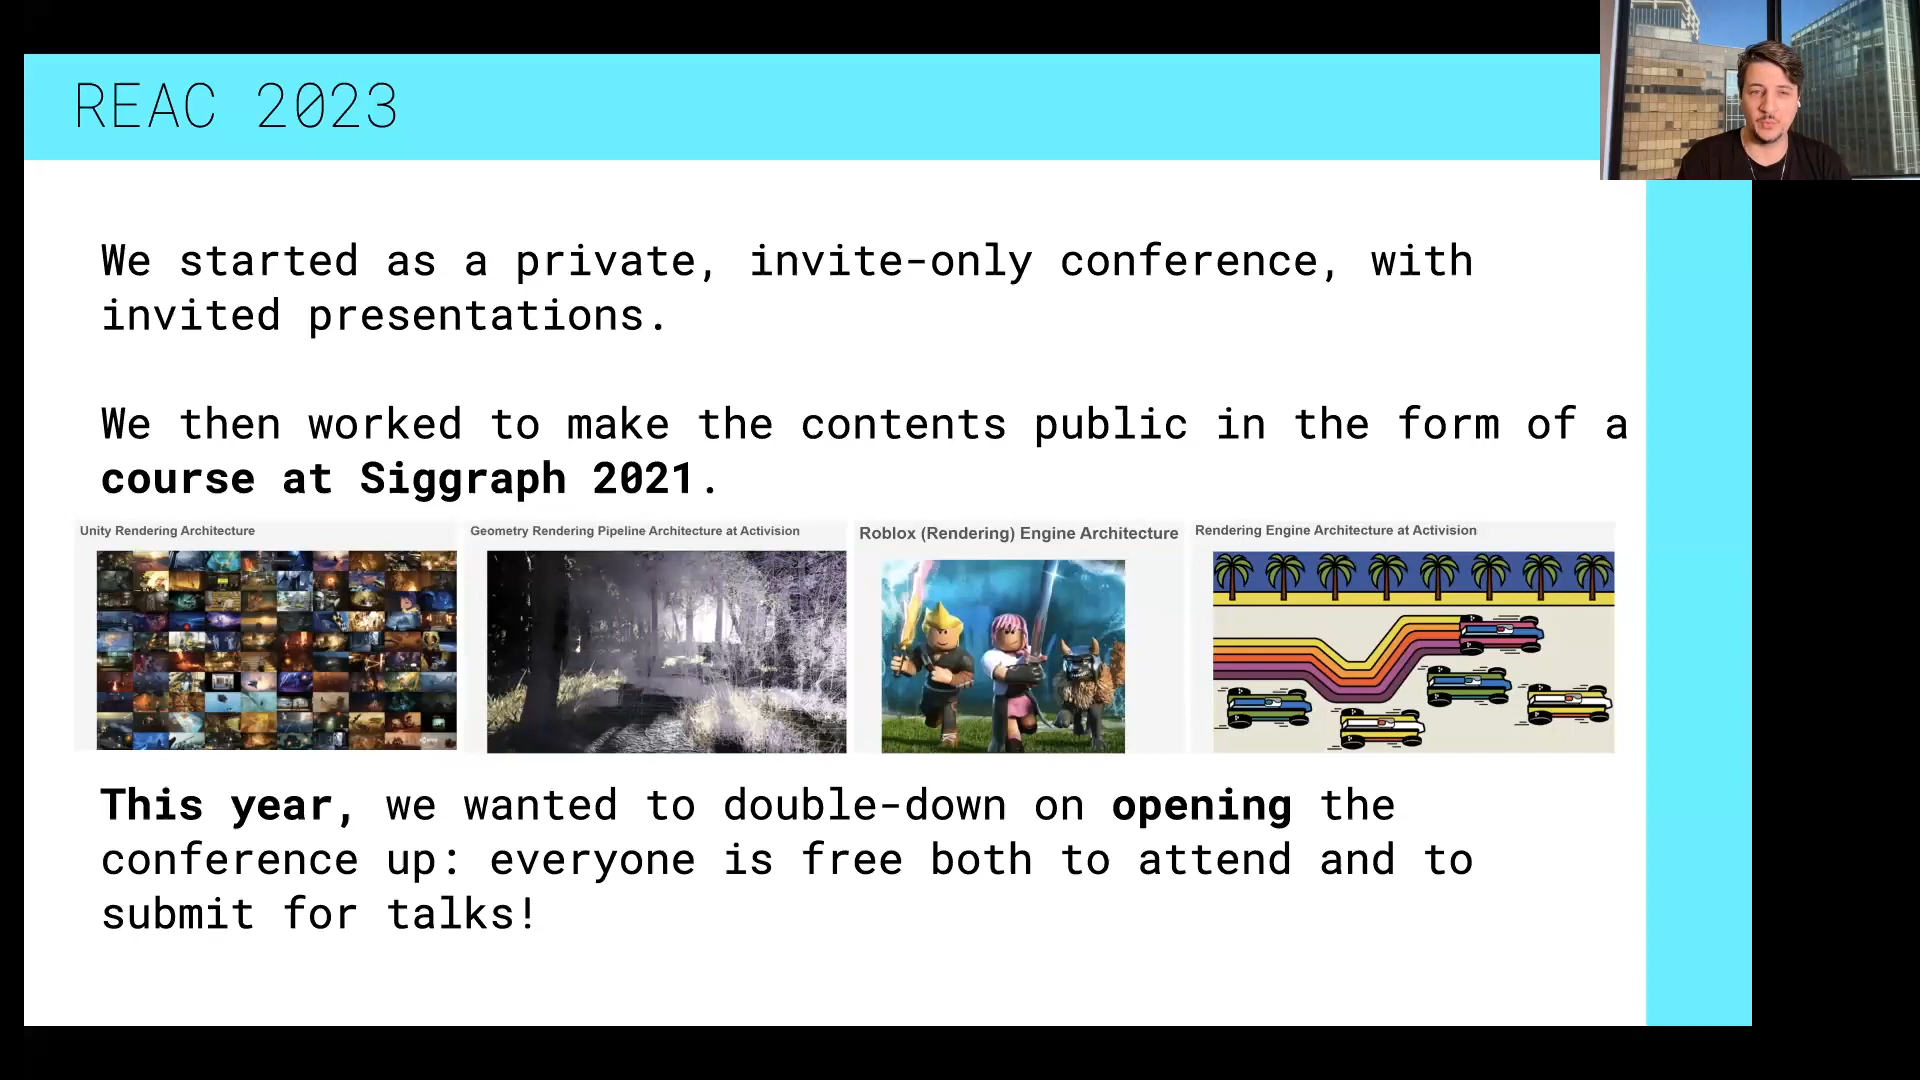 REAC 2023
We started as a private, invite-only conference, with
invited presentations.
We then worked to make the contents public in the form of a
course at Siggraph 2021.
Unity Rendering Architecture
Geometry Rendering Pipeline Architecture at Activision
Roblox (Rendering) Engine Architecture
Rendering Engine Architecture at Activision
This year, we wanted to double-down on opening the
conference up: everyone is free both to attend and to
submit for talks!